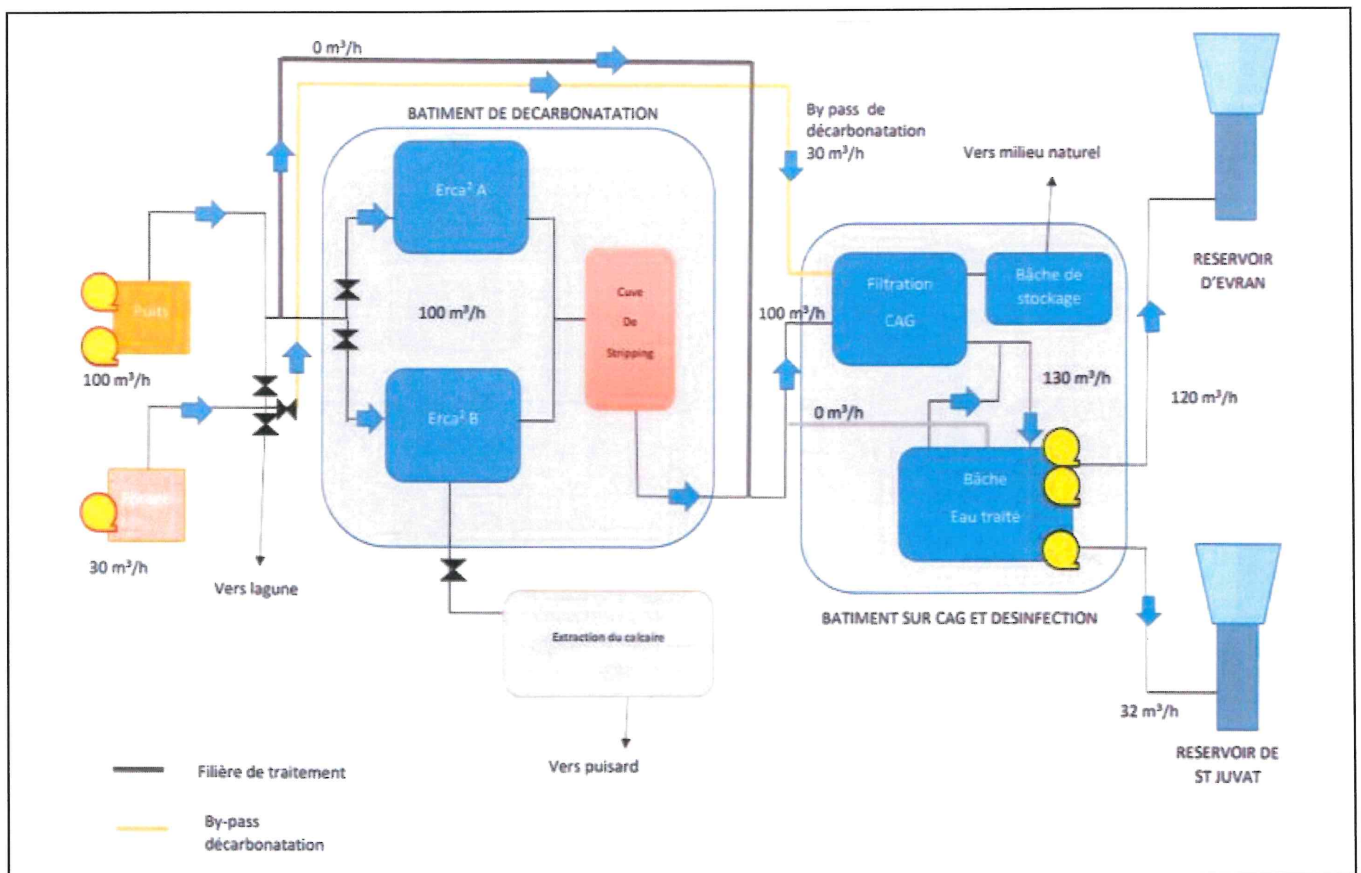 0 m³/h
BATIMENT DE DECARBONATATION
By pass de
décarbonatation
30 m³/h
Vers milieu naturel
Erca² A
RESERVOIR
D'EVRAN
Puits
100 m³/h
Cuve
De
Stripping
100 m³/h
Filtration
CAG
Bâche de
stockage
100 m³/h
130 m³/h
120 m³/h
Erca² B
0 m³/h
Bâche
Eau traité
Forage
30 m³/h
Vers lagune
BATIMENT SUR CAG ET DESINFECTION
Extraction du calcaire
32 m³/h
Vers puisard
RESERVOIR DE
ST JUVAT
Filière de traitement
By-pass
décarbonatation